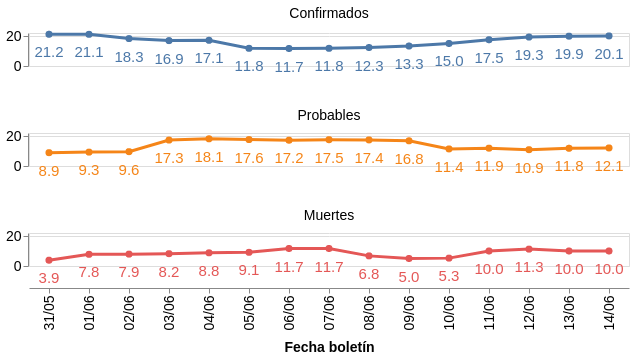 Confirmados
20
0
21.2 21.1 18.3 16.9 17.1 11.8 11.7 11.8 12.3 13.3 15.0 17.5 19.3 19.9 20.1
Probables
20
0
8.9 9.3 9.6 17.3 18.1 17.6 17.2 17.5 17.4 16.8 11.4 11.9 10.9 11.8 12.1
Muertes
20
0
3.9 7.8 7.9 8.2 8.8 9.1 11.7 11.7 6.8 5.0 5.3 10.0 11.3 10.0 10.0
31/05 01/06 02/06 03/06 04/06 05/06 06/06 07/06 08/06 09/06 10/06 11/06 12/06 13/06 14/06
Fecha boletín